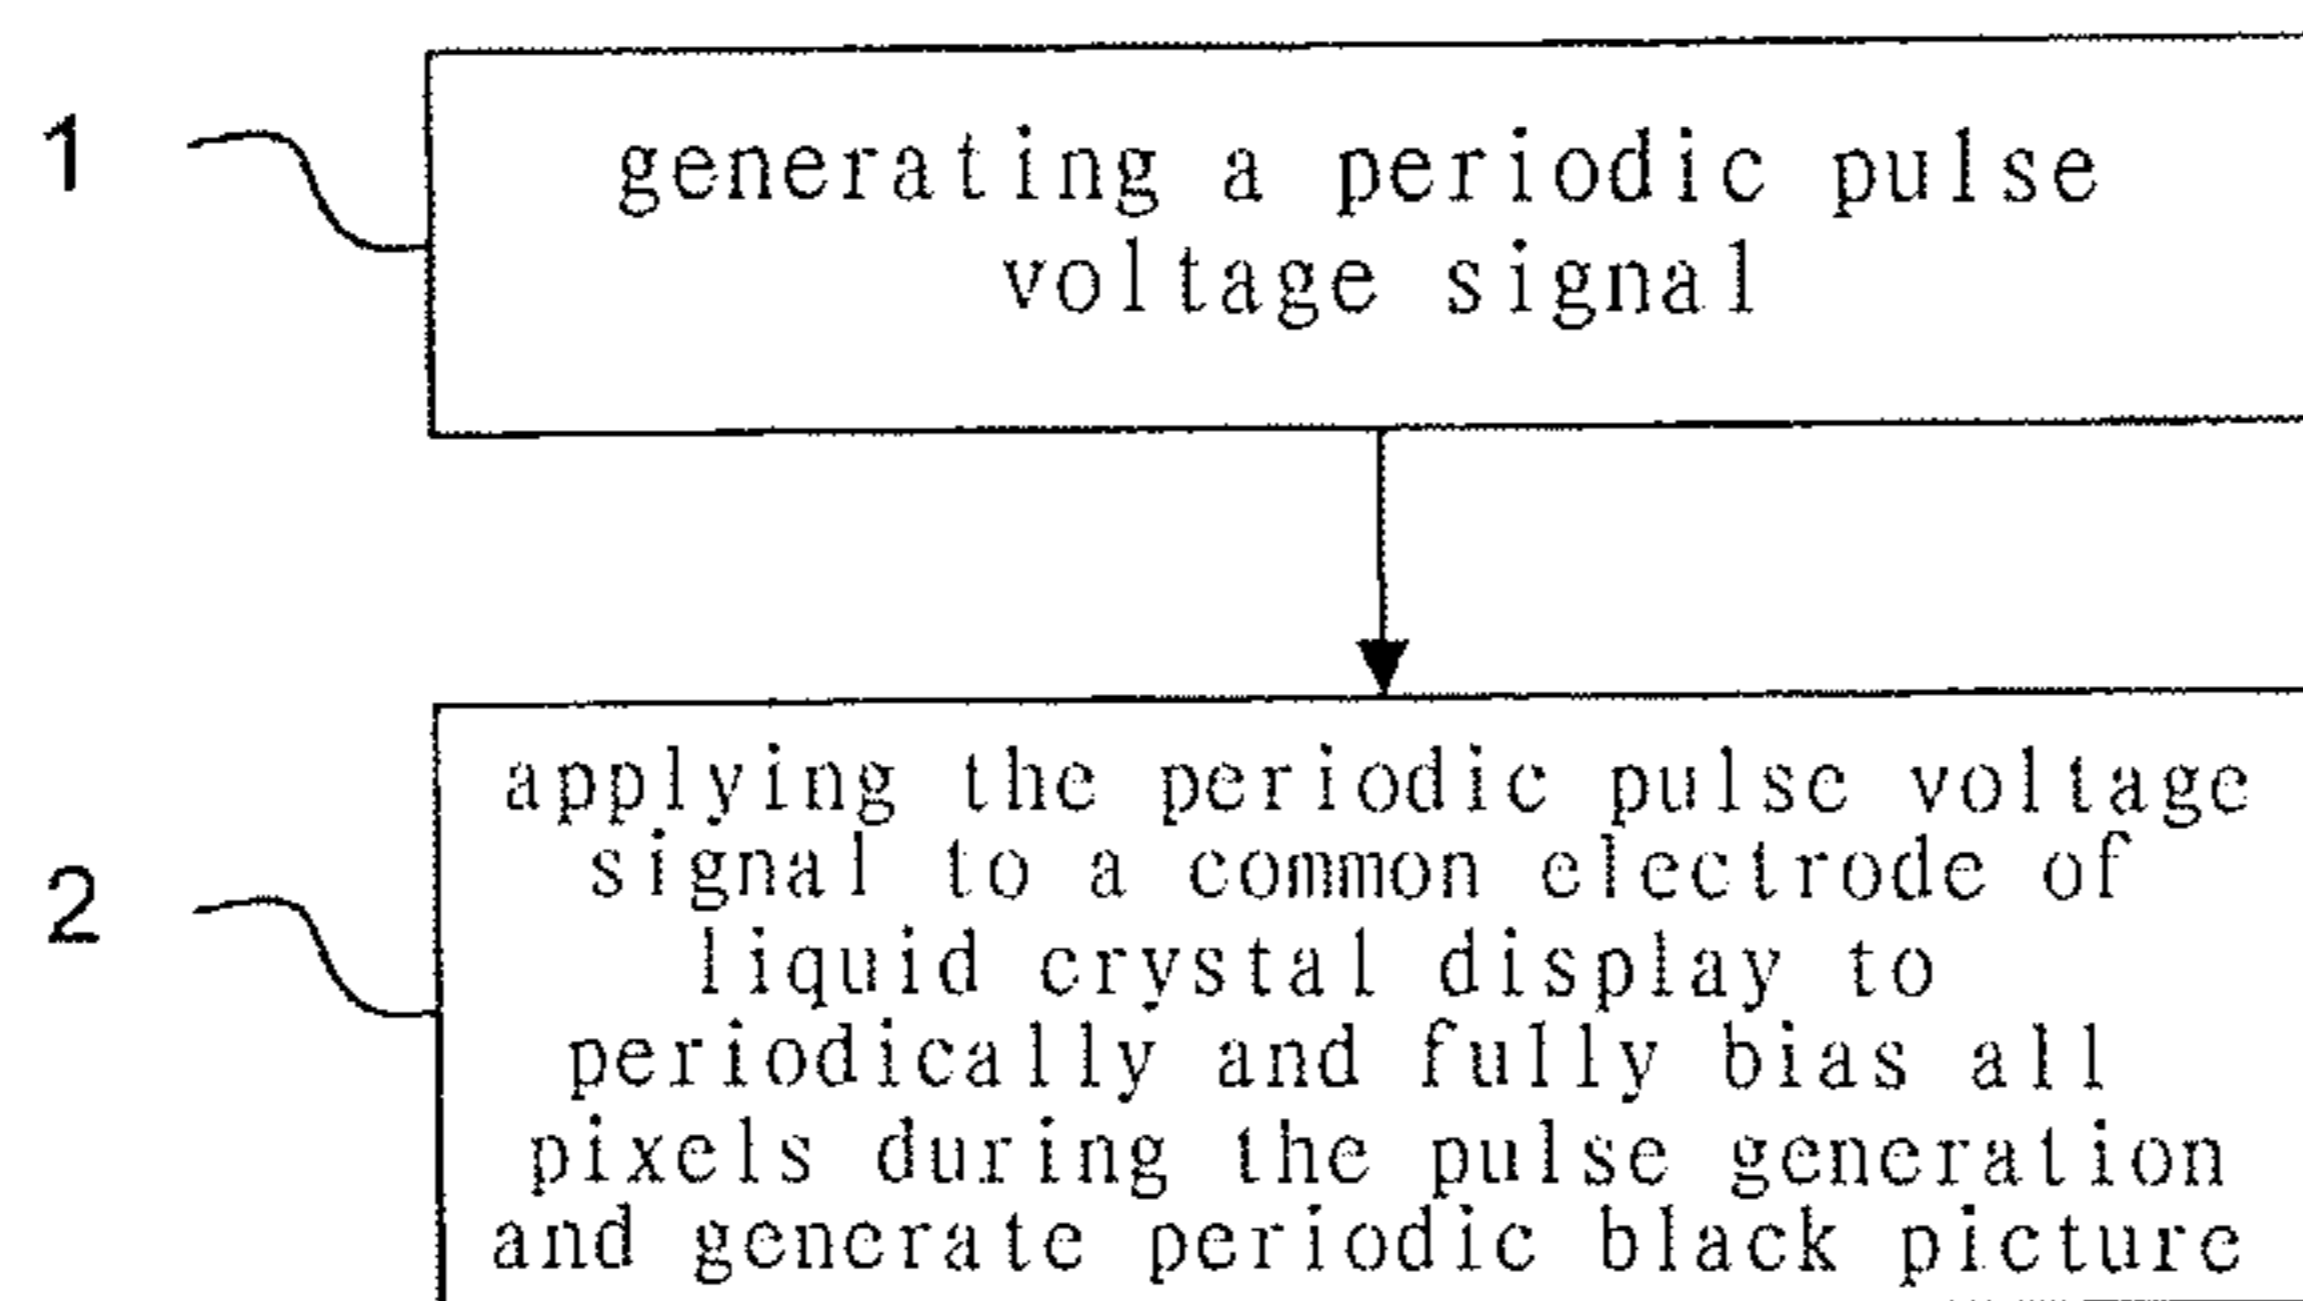 1
generating a periodic pulse
voltage signal
2
applying the periodic pulse voltage
signal to a common electrode of
liquid crystal display to
periodically and fully bias all
pixels during the pulse generation
and generate periodic black picture